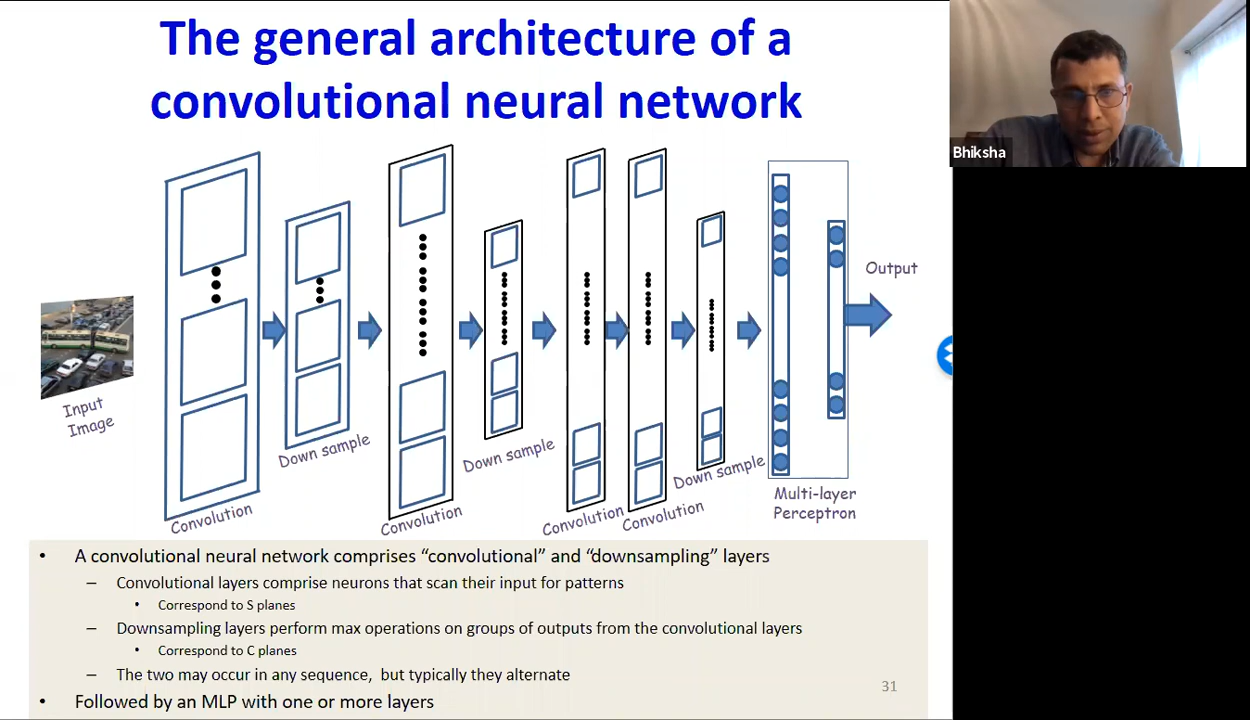 The general architecture of a
convolutional neural network
Bhiksha
Output
Input
Image
Down sample
Down sample
Down sample
Convolution
Convolution
Convolution
Convolution
Multi-layer
Perceptron
• A convolutional neural network comprises “convolutional” and “downsampling” layers
– Convolutional layers comprise neurons that scan their input for patterns
• Correspond to S planes
– Downsampling layers perform max operations on groups of outputs from the convolutional layers
• Correspond to C planes
– The two may occur in any sequence, but typically they alternate
• Followed by an MLP with one or more layers
31